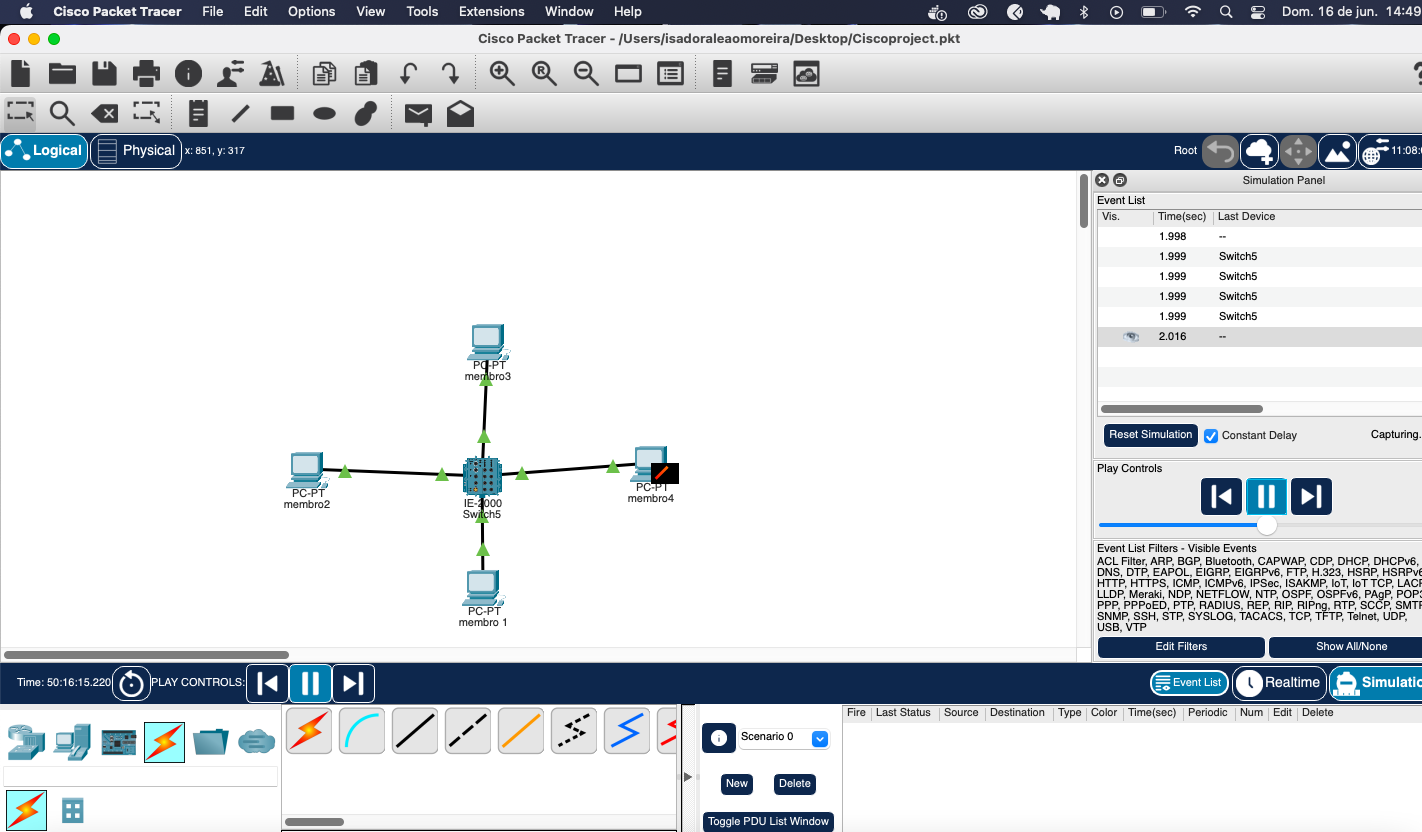 Cisco Packet Tracer File Edit Options View Tools Extensions Window Help Dom. 16 de jun. 14:49
Cisco Packet Tracer - /Users/isadoraleaomoreira/Desktop/Ciscoproject.pkt
Logical Physical x: 851, y: 317 Root 11:08:
Simulation Panel
Event List
Vis. Time(sec) Last Device
1.998 --
1.999 Switch5
1.999 Switch5
1.999 Switch5
1.999 Switch5
2.016 --
Reset Simulation Constant Delay Capturing.
Play Controls
Event List Filters - Visible Events
ACL Filter, ARP, BGP, Bluetooth, CAPWAP, CDP, DHCP, DHCPv6,
DNS, DTP, EAPOL, EIGRP, EIGRPv6, FTP, H.323, HSRP, HSRPv6
HTTP, HTTPS, ICMP, ICMPv6, IPSec, ISAKMP, IoT, IoT TCP, LACP
LLDP, Meraki, NDP, NETFLOW, NTP, OSPF, OSPFv6, PAgP, POP3
PPP, PPPoED, PTP, RADIUS, REP, RIP, RIPng, RTP, SCCP, SMTP
SNMP, SSH, STP, SYSLOG, TACACS, TCP, TFTP, Telnet, UDP,
USB, VTP
Edit Filters Show All/None
PC-PT
membro3
PC-PT
membro2
IE-2000
Switch5
PC-PT
membro4
PC-PT
membro 1
Time: 50:16:15.220 PLAY CONTROLS: Event List Realtime Simulatio
Scenario 0
New Delete
Toggle PDU List Window
Fire Last Status Source Destination Type Color Time(sec) Periodic Num Edit Delete